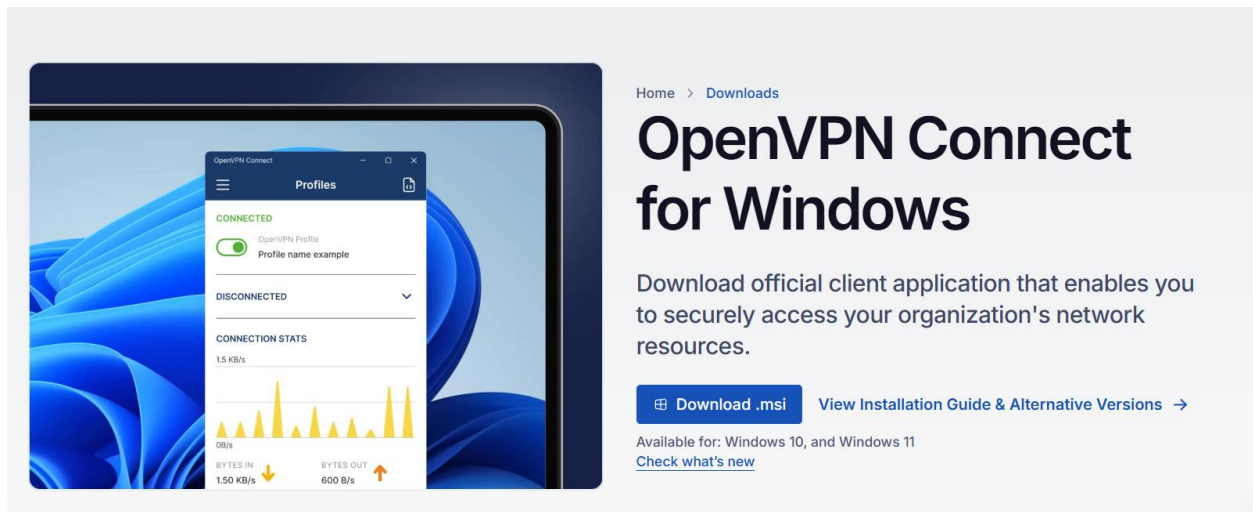 OpenVPN Connect
Profiles
CONNECTED
OpenVPN Profile
Profile name example
DISCONNECTED
CONNECTION STATS
1.5 KB/s
0B/s
BYTES IN
1.50 KB/s
BYTES OUT
600 B/s
Home > Downloads
OpenVPN Connect
for Windows
Download official client application that enables you
to securely access your organization's network
resources.
Download .msi
View Installation Guide & Alternative Versions →
Available for: Windows 10, and Windows 11
Check what's new